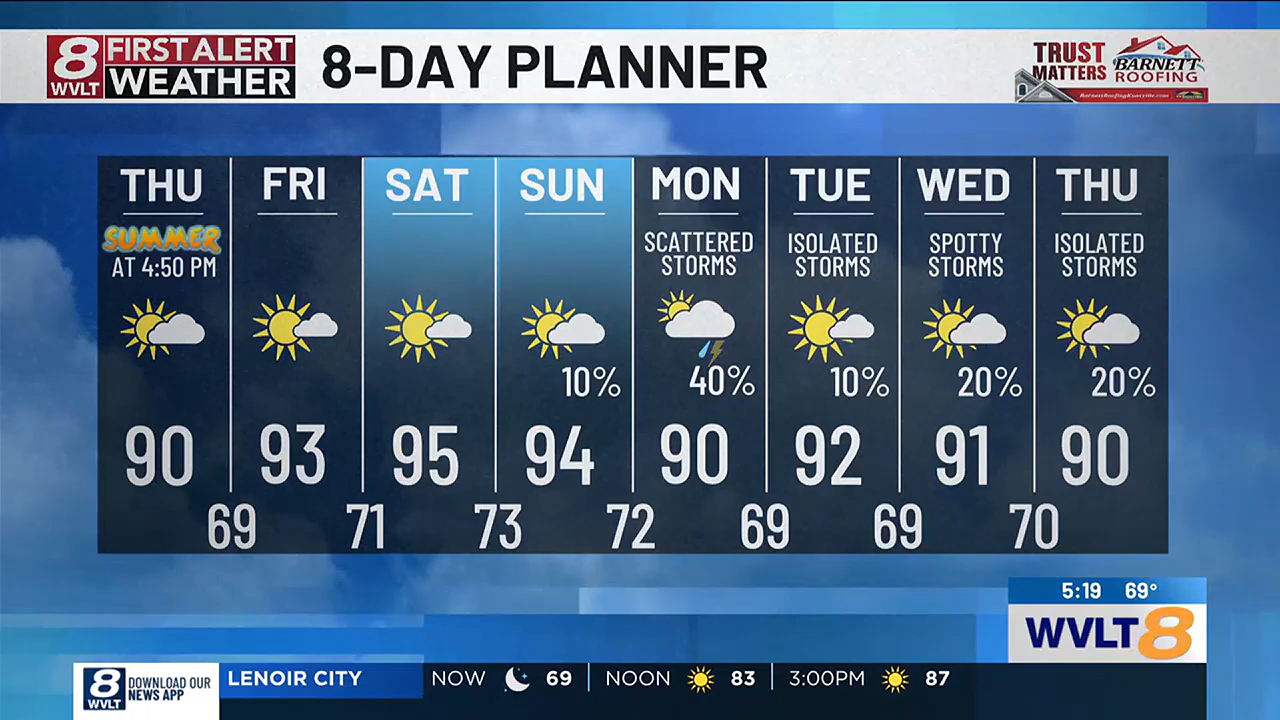 8 FIRST ALERT
WVLT WEATHER
8-DAY PLANNER
TRUST MATTERS
BARNETT ROOFING
BarnettRoofingKnoxville.com
THU
SUMMER
AT 4:50 PM
90
FRI
93
SAT
95
SUN
10%
94
MON
SCATTERED
STORMS
40%
90
TUE
ISOLATED
STORMS
10%
92
WED
SPOTTY
STORMS
20%
91
THU
ISOLATED
STORMS
20%
90
69 71 73 72 69 69 70
5:19 69°
WVLT 8
8 WVLT
DOWNLOAD OUR
NEWS APP
LENOIR CITY NOW 69 NOON 83 3:00PM 87